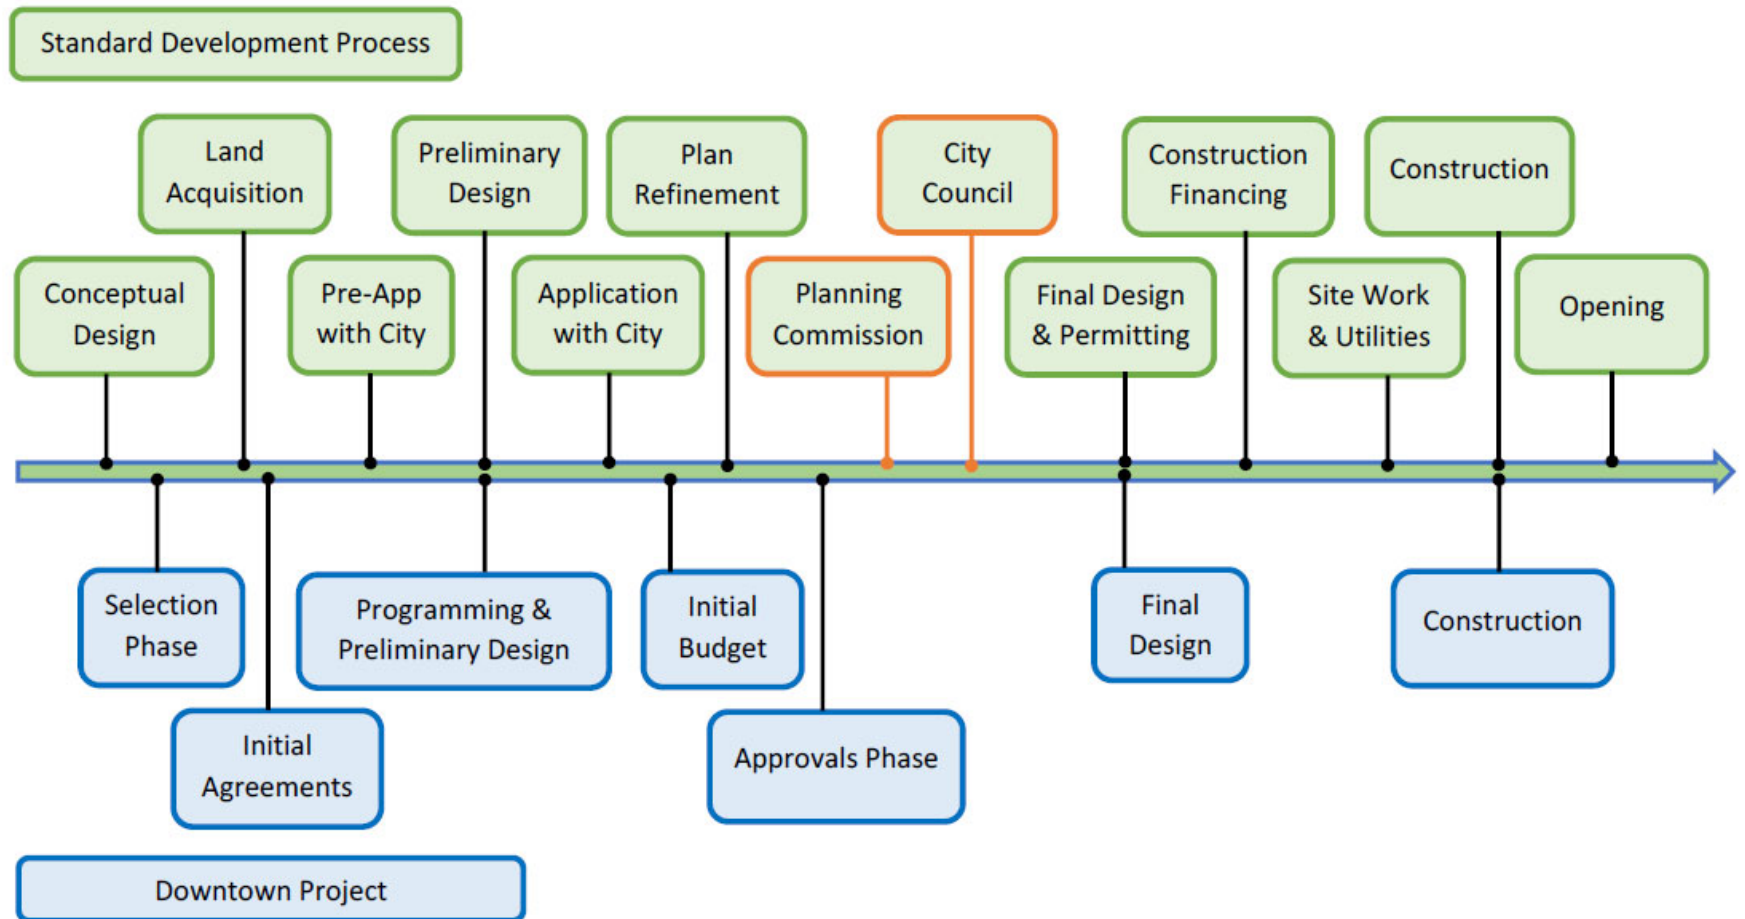 Standard Development Process
Land
Acquisition
Preliminary
Design
Plan
Refinement
City
Council
Construction
Financing
Construction
Conceptual
Design
Pre-App
with City
Application
with City
Planning
Commission
Final Design
& Permitting
Site Work
& Utilities
Opening
Selection
Phase
Programming &
Preliminary Design
Initial
Budget
Final
Design
Construction
Initial
Agreements
Approvals Phase
Downtown Project